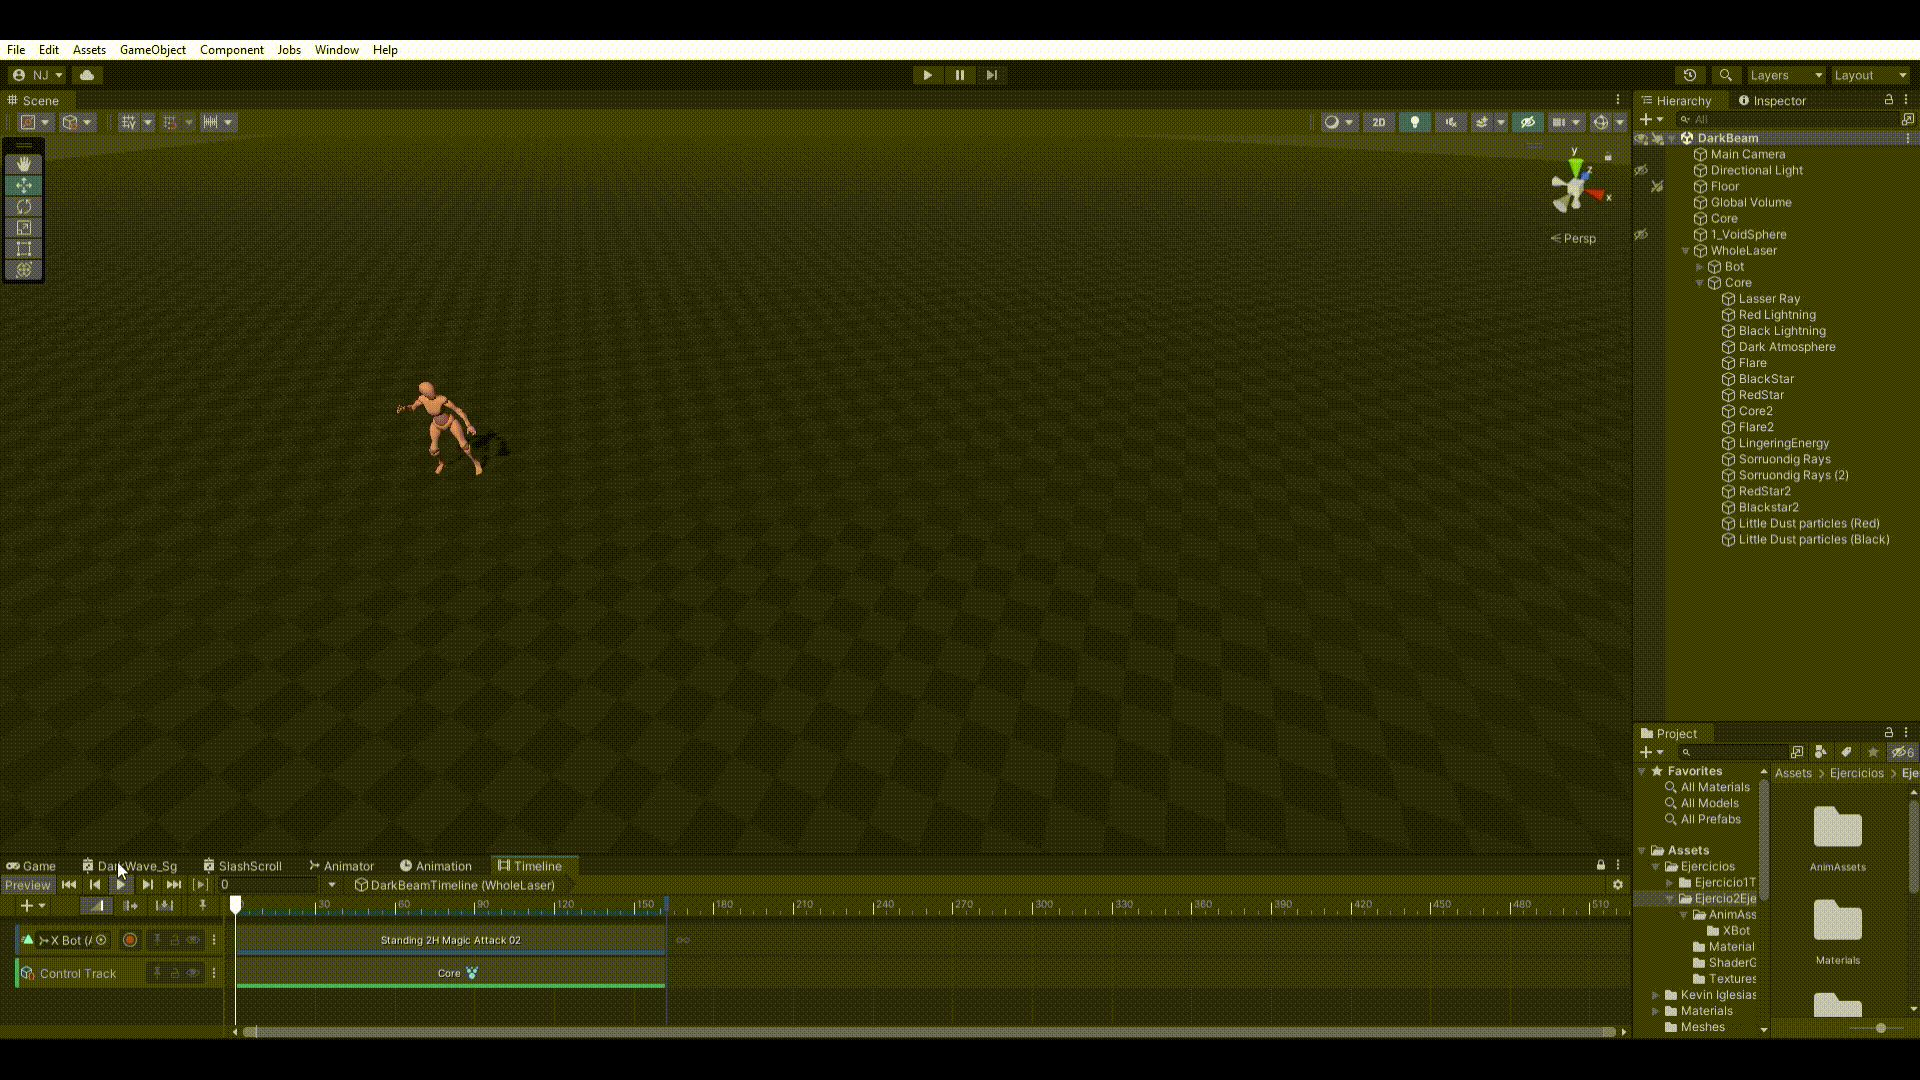 File Edit Assets GameObject Component Jobs Window Help
NJ Layers Layout
Scene
Hierarchy Inspector
2D
All
DarkBeam
Main Camera
Directional Light
Floor
Global Volume
Core
1_VoidSphere
WholeLaser
Bot
Core
Lasser Ray
Red Lightning
Black Lightning
Dark Atmosphere
Flare
BlackStar
RedStar
Core2
Flare2
LingeringEnergy
Sorruondig Rays
Sorruondig Rays (2)
RedStar2
Blackstar2
Little Dust particles (Red)
Little Dust particles (Black)
y
z
x
Persp
Project
6
Favorites
All Materials
All Models
All Prefabs
Assets
Ejercicios
Ejercicio1T
Ejercio2Eje
AnimAss
XBot
Material
ShaderG
Textures
Kevin Iglesias
Materials
Meshes
Assets > Ejercicios > Eje
AnimAssets
Materials
Game DarkWave_Sg SlashScroll Animator Animation Timeline
Preview 0 DarkBeamTimeline (WholeLaser)
30 60 90 120 150 180 210 240 270 300 330 360 390 420 450 480 510
X Bot (A Standing 2H Magic Attack 02
Control Track Core